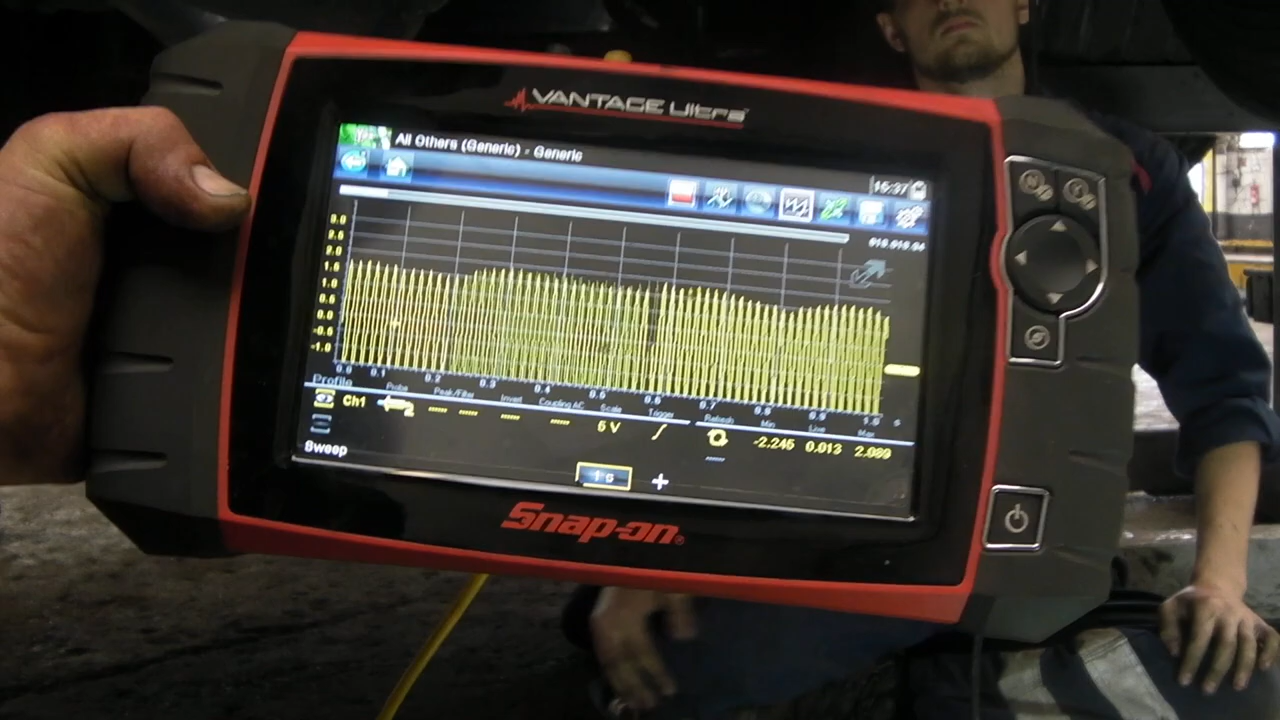 VANTAGE Ultra
All Others (Generic) - Generic
15:37
3.0
2.5
2.0
1.5
1.0
0.5
0.0
-0.5
-1.0
0.0 0.1 0.2 0.3 0.4 0.5 0.6 0.7 0.8 0.9 1.0 s
Profile Probe Peak/Filter Invert Coupling AC Scale Trigger Refresh Min Live Max
Ch1 2 ----- ----- ----- ----- 5 V ----- -2.245 0.013 2.089
Sweep
1 s +
Snap-on